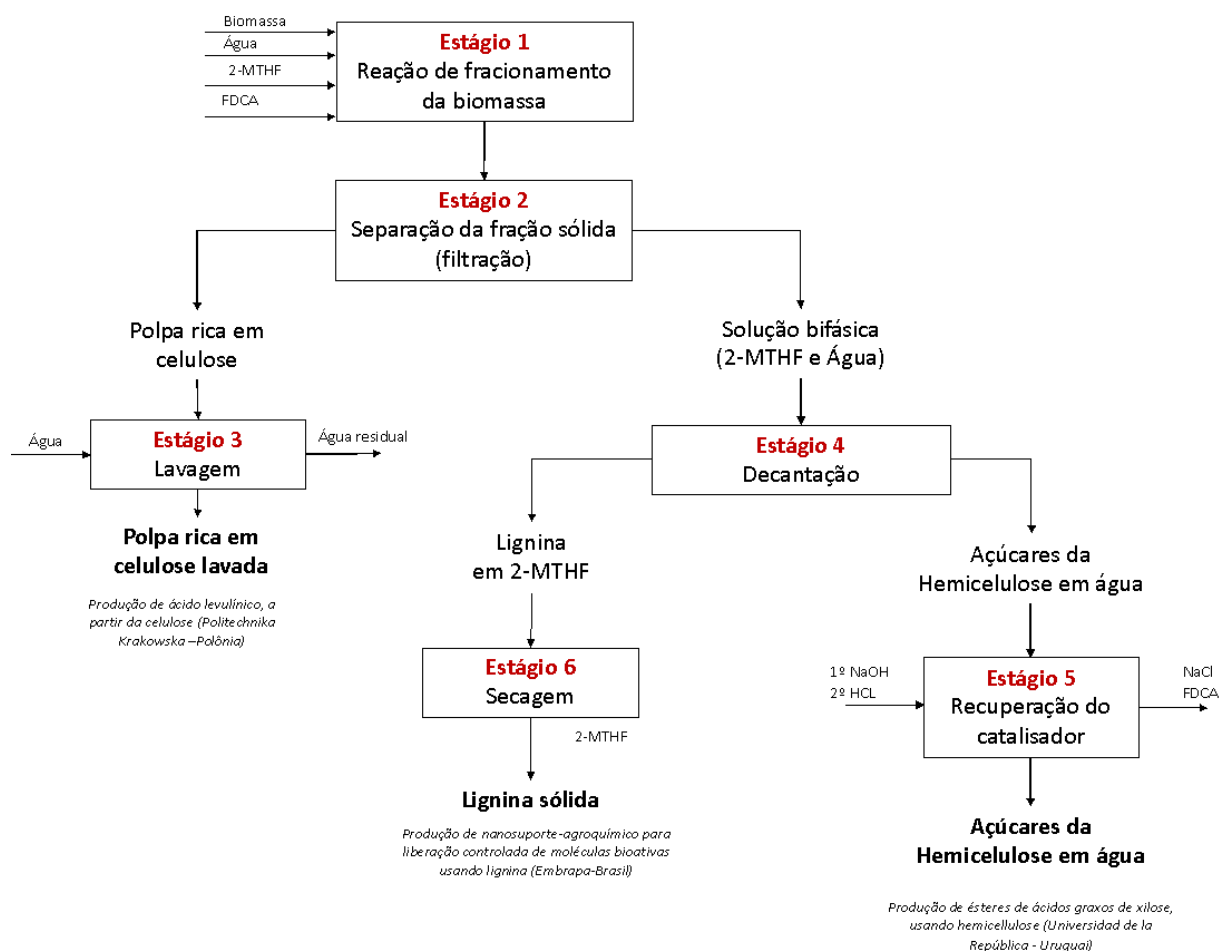 Biomassa
Água
2-MTHF
FDCA
Estágio 1
Reação de fracionamento
da biomassa
Estágio 2
Separação da fração sólida
(filtração)
Polpa rica em
celulose
Solução bifásica
(2-MTHF e Água)
Água
Estágio 3
Lavagem
Água residual
Estágio 4
Decantação
Polpa rica em
celulose lavada
Produção de ácido levulínico, a
partir da celulose (Politechnika
Krakowska –Polônia)
Lignina
em 2-MTHF
Açúcares da
Hemicelulose em água
Estágio 6
Secagem
2-MTHF
1º NaOH
2º HCL
Estágio 5
Recuperação do
catalisador
NaCl
FDCA
Lignina sólida
Produção de nanosuporte-agroquímico para
liberação controlada de moléculas bioativas
usando lignina (Embrapa-Brasil)
Açúcares da
Hemicelulose em água
Produção de ésteres de ácidos graxos de xilose,
usando hemicellulose (Universidad de la
República - Uruguai)